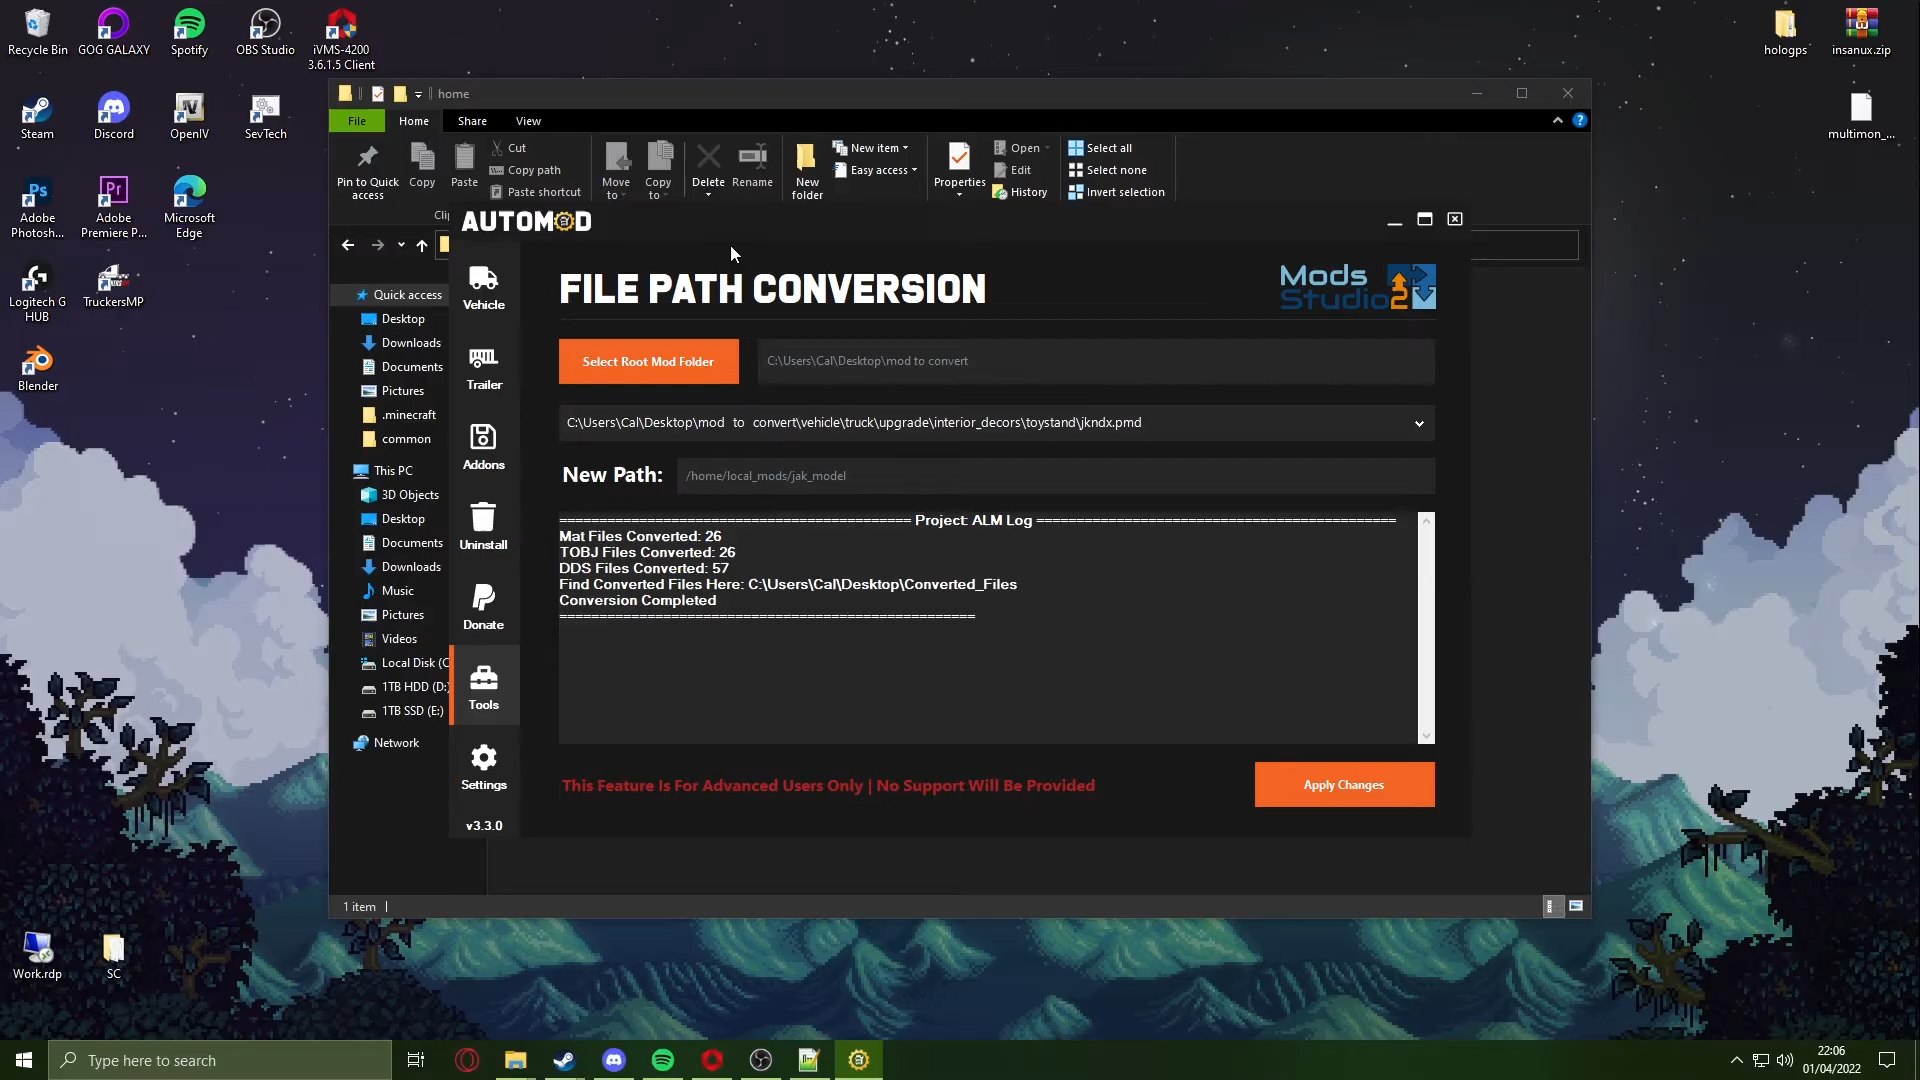 Recycle Bin
GOG GALAXY
Spotify
OBS Studio
iVMS-4200
3.6.1.5 Client
hologps
insanux.zip
Steam
Discord
OpenIV
SevTech
multimon_...
Adobe
Photosh...
Adobe
Premiere P...
Microsoft
Edge
Logitech G
HUB
TruckersMP
Blender
Work.rdp
SC
home
File
Home
Share
View
Pin to Quick
access
Copy
Paste
Cut
Copy path
Paste shortcut
Move
to
Copy
to
Delete
Rename
New
folder
New item
Easy access
Properties
Open
Edit
History
Select all
Select none
Invert selection
Cli
Quick access
Desktop
Downloads
Documents
Pictures
.minecraft
common
This PC
3D Objects
Desktop
Documents
Downloads
Music
Pictures
Videos
Local Disk (C
1TB HDD (D:)
1TB SSD (E:)
Network
1 item
AUTOMOD
Vehicle
Trailer
Addons
Uninstall
Donate
Tools
Settings
v3.3.0
FILE PATH CONVERSION
Mods
Studio 2
Select Root Mod Folder
C:\Users\Cal\Desktop\mod to convert
C:\Users\Cal\Desktop\mod to convert\vehicle\truck\upgrade\interior_decors\toystand\jkndx.pmd
New Path:
/home/local_mods/jak_model
============================================ Project: ALM Log =============================================
Mat Files Converted: 26
TOBJ Files Converted: 26
DDS Files Converted: 57
Find Converted Files Here: C:\Users\Cal\Desktop\Converted_Files
Conversion Completed
====================================================
This Feature Is For Advanced Users Only | No Support Will Be Provided
Apply Changes
Type here to search
22:06
01/04/2022